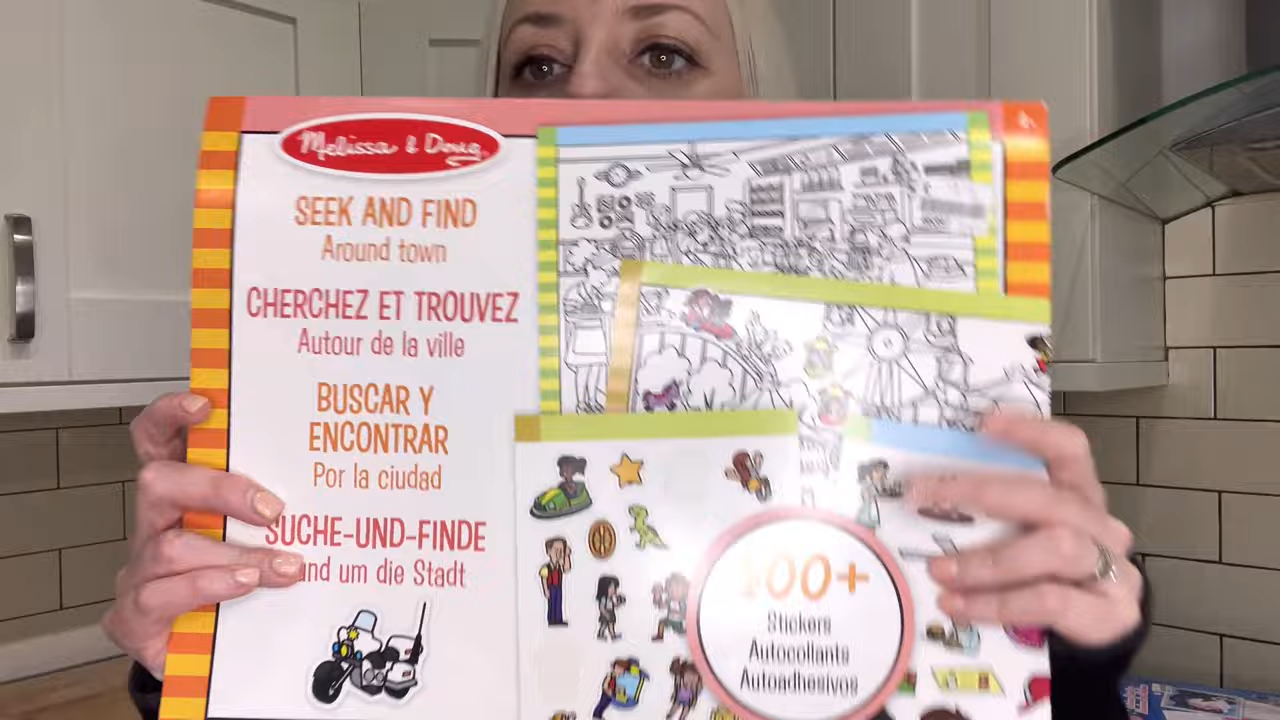 Melissa & Doug
SEEK AND FIND
Around town
CHERCHEZ ET TROUVEZ
Autour de la ville
BUSCAR Y
ENCONTRAR
Por la ciudad
SUCHE-UND-FINDE
und um die Stadt
100+
Stickers
Autocollants
Autoadhesivos